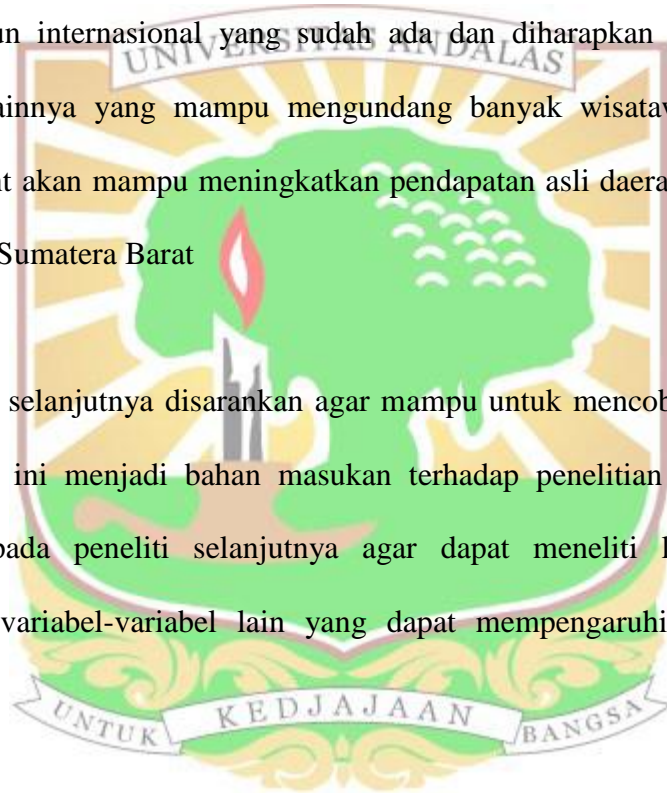 un internasional yang sudah ada dan diharapkan
UNIVERSITAS ANDALAS
ainnya yang mampu mengundang banyak wisatav
nt akan mampu meningkatkan pendapatan asli daera
Sumatera Barat
selanjutnya disarankan agar mampu untuk mencob
ini menjadi bahan masukan terhadap penelitian
pada peneliti selanjutnya agar dapat meneliti l
variabel-variabel lain yang dapat mempengaruhi
UNTUK KEDJAJAAN BANGSA